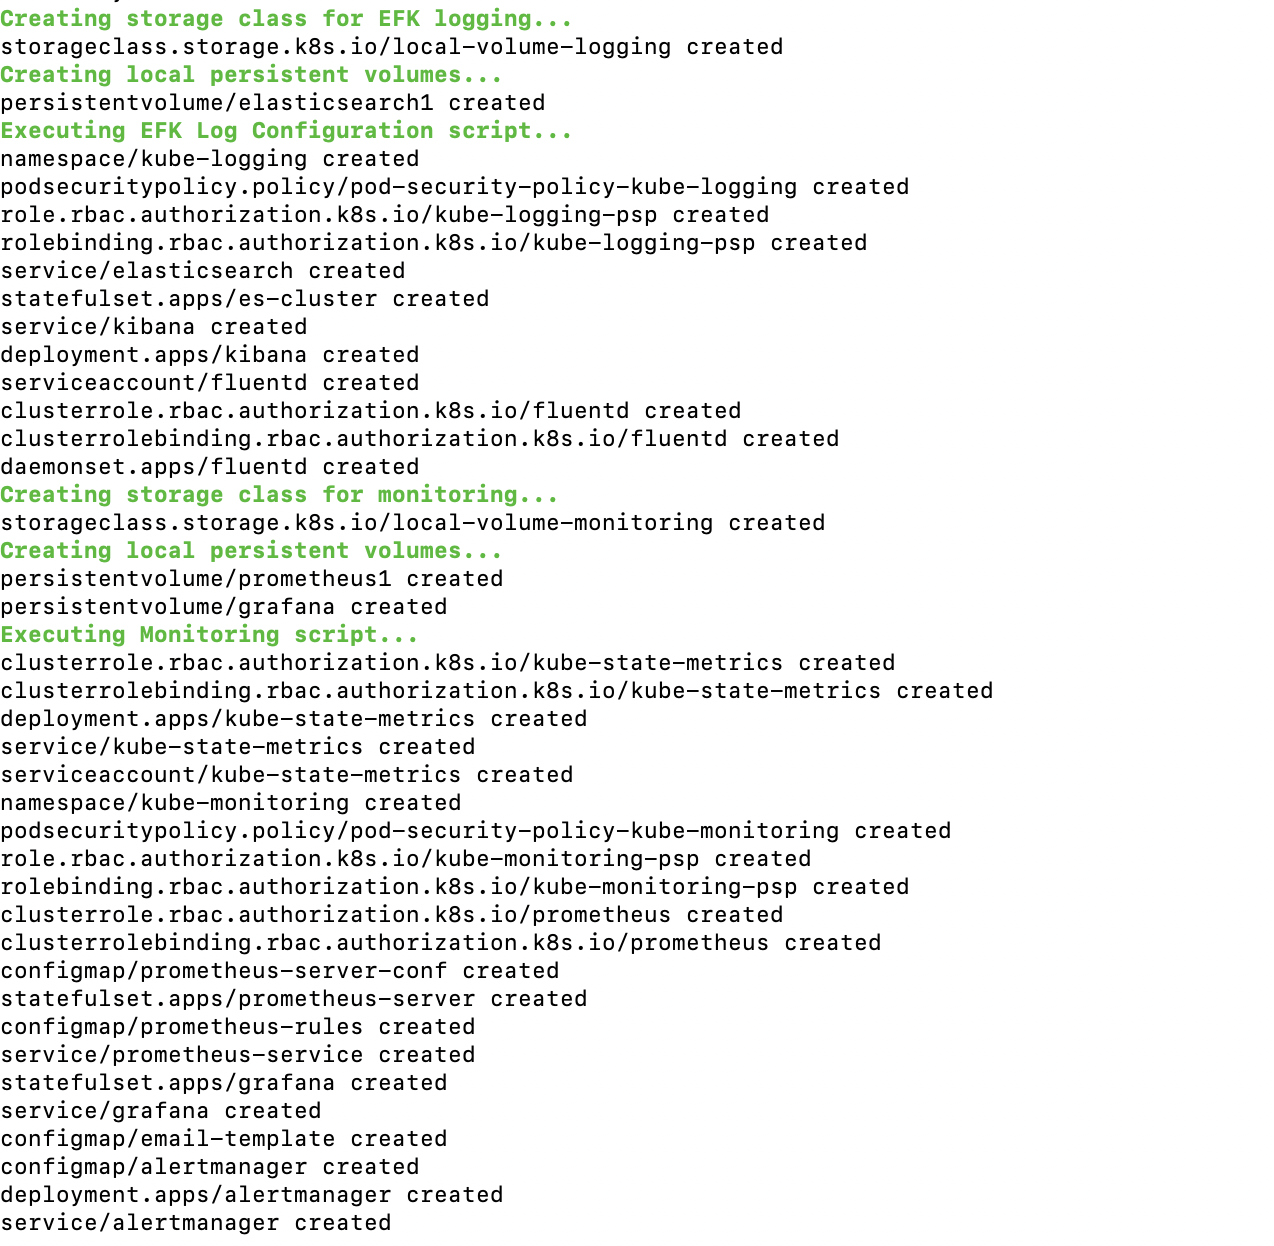 Creating storage class for EFK logging...
storageclass.storage.k8s.io/local-volume-logging created
Creating local persistent volumes...
persistentvolume/elasticsearch1 created
Executing EFK Log Configuration script...
namespace/kube-logging created
podsecuritypolicy.policy/pod-security-policy-kube-logging created
role.rbac.authorization.k8s.io/kube-logging-psp created
rolebinding.rbac.authorization.k8s.io/kube-logging-psp created
service/elasticsearch created
statefulset.apps/es-cluster created
service/kibana created
deployment.apps/kibana created
serviceaccount/fluentd created
clusterrole.rbac.authorization.k8s.io/fluentd created
clusterrolebinding.rbac.authorization.k8s.io/fluentd created
daemonset.apps/fluentd created
Creating storage class for monitoring...
storageclass.storage.k8s.io/local-volume-monitoring created
Creating local persistent volumes...
persistentvolume/prometheus1 created
persistentvolume/grafana created
Executing Monitoring script...
clusterrole.rbac.authorization.k8s.io/kube-state-metrics created
clusterrolebinding.rbac.authorization.k8s.io/kube-state-metrics created
deployment.apps/kube-state-metrics created
service/kube-state-metrics created
serviceaccount/kube-state-metrics created
namespace/kube-monitoring created
podsecuritypolicy.policy/pod-security-policy-kube-monitoring created
role.rbac.authorization.k8s.io/kube-monitoring-psp created
rolebinding.rbac.authorization.k8s.io/kube-monitoring-psp created
clusterrole.rbac.authorization.k8s.io/prometheus created
clusterrolebinding.rbac.authorization.k8s.io/prometheus created
configmap/prometheus-server-conf created
statefulset.apps/prometheus-server created
configmap/prometheus-rules created
service/prometheus-service created
statefulset.apps/grafana created
service/grafana created
configmap/email-template created
configmap/alertmanager created
deployment.apps/alertmanager created
service/alertmanager created